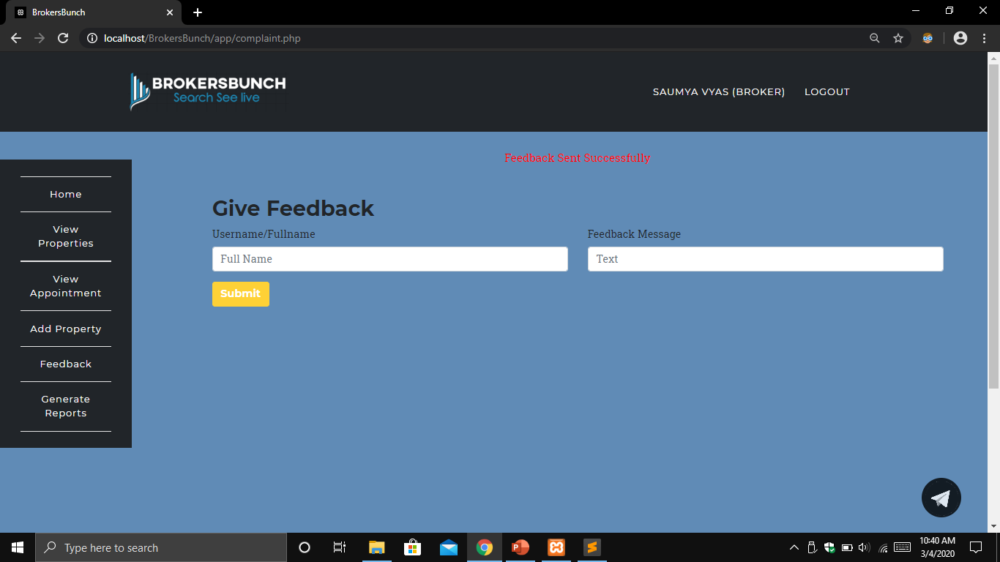 BrokersBunch
localhost/BrokersBunch/app/complaint.php
BROKERSBUNCH
Search See live
SAUMYA VYAS (BROKER)
LOGOUT
Feedback Sent Successfully
Home
View
Properties
View
Appointment
Add Property
Feedback
Generate
Reports
Give Feedback
Username/Fullname
Feedback Message
Full Name
Text
Submit
Type here to search
10:40 AM
3/4/2020